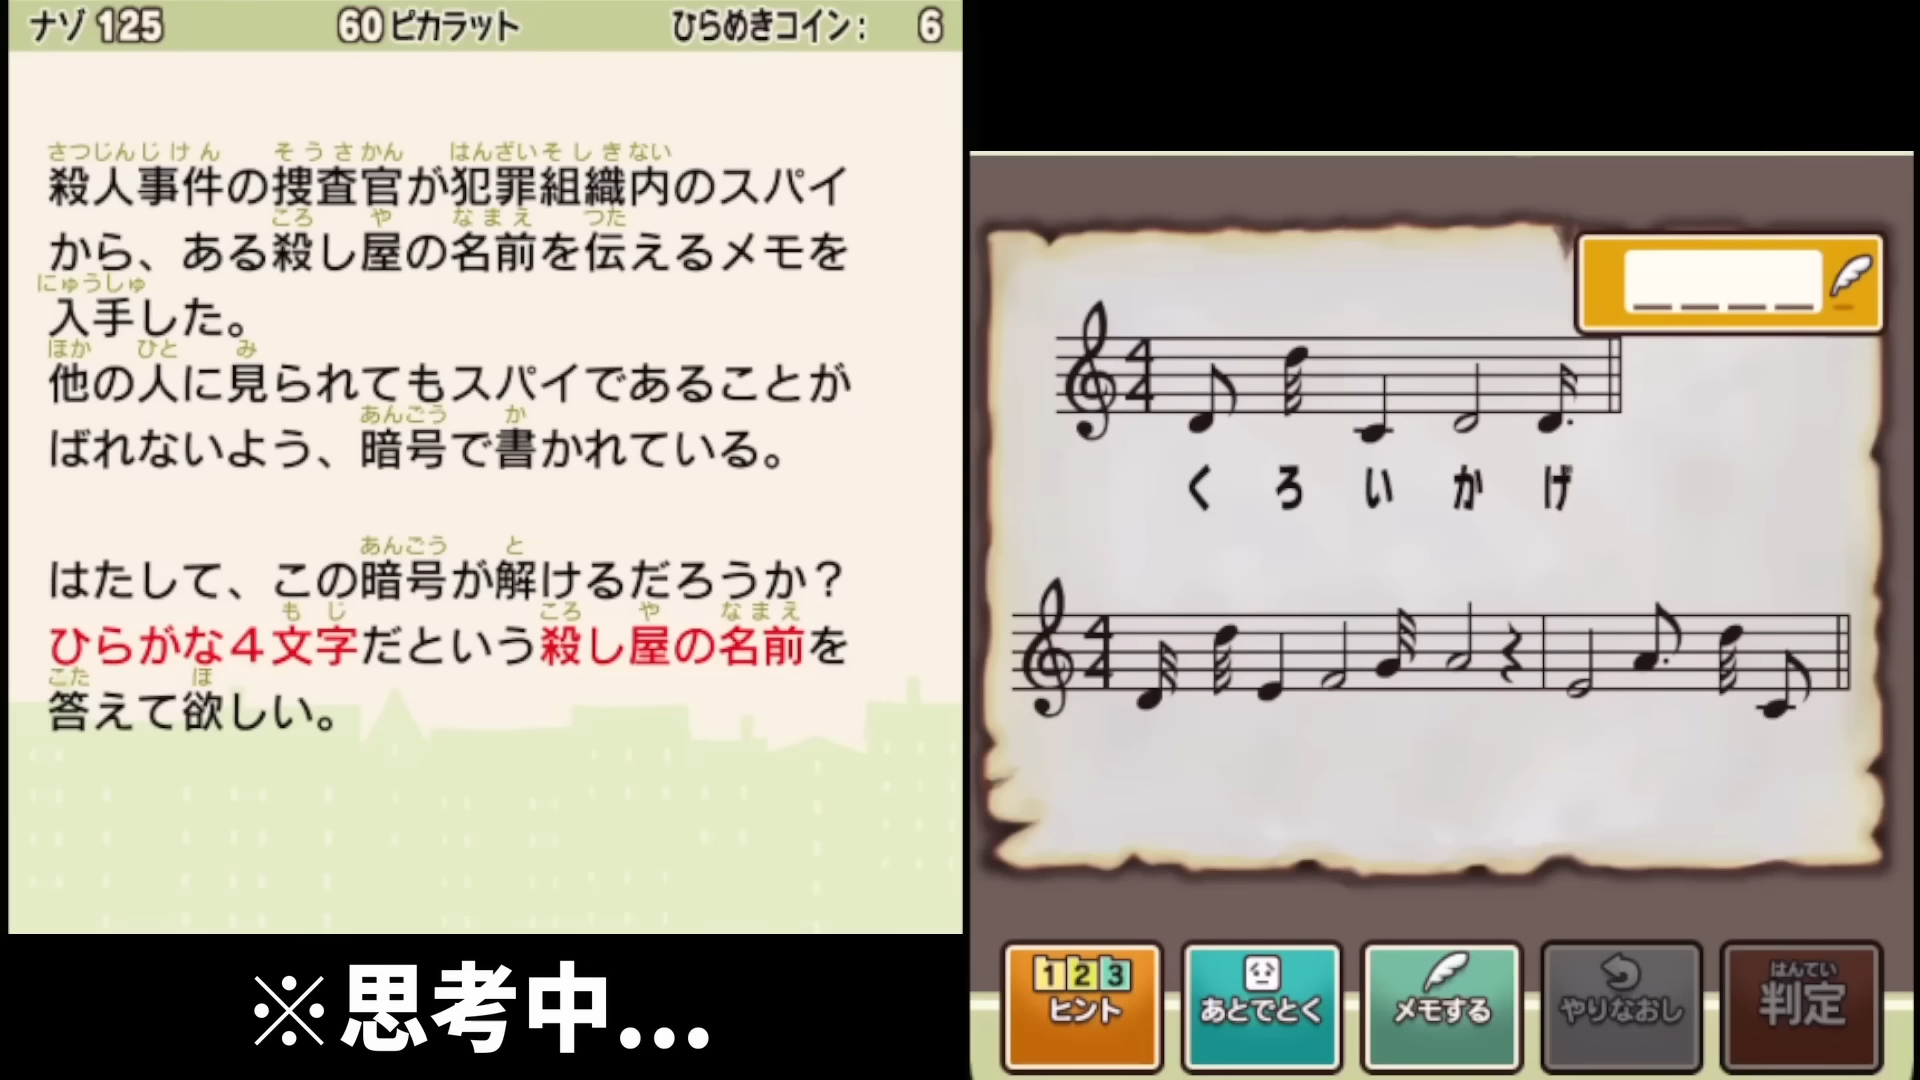 ナゾ 125 60ピカラット ひらめきコイン: 6
さつじんじけん そうさかん はんざいそしきない
殺人事件の捜査官が犯罪組織内のスパイ
ころ や なまえ つた
から、ある殺し屋の名前を伝えるメモを
にゅうしゅ
入手した。
ほか ひと み
他の人に見られてもスパイであることが
あんごう か
ばれないよう、暗号で書かれている。
あんごう と
はたして、この暗号が解けるだろうか?
もじ ころ や なまえ
ひらがな4文字だという殺し屋の名前を
こた ほ
答えて欲しい。
※思考中...
4
4
くろいかげ
4
4
4
4
123
ヒント
あとでとく
メモする
やりなおし
はんてい
判定